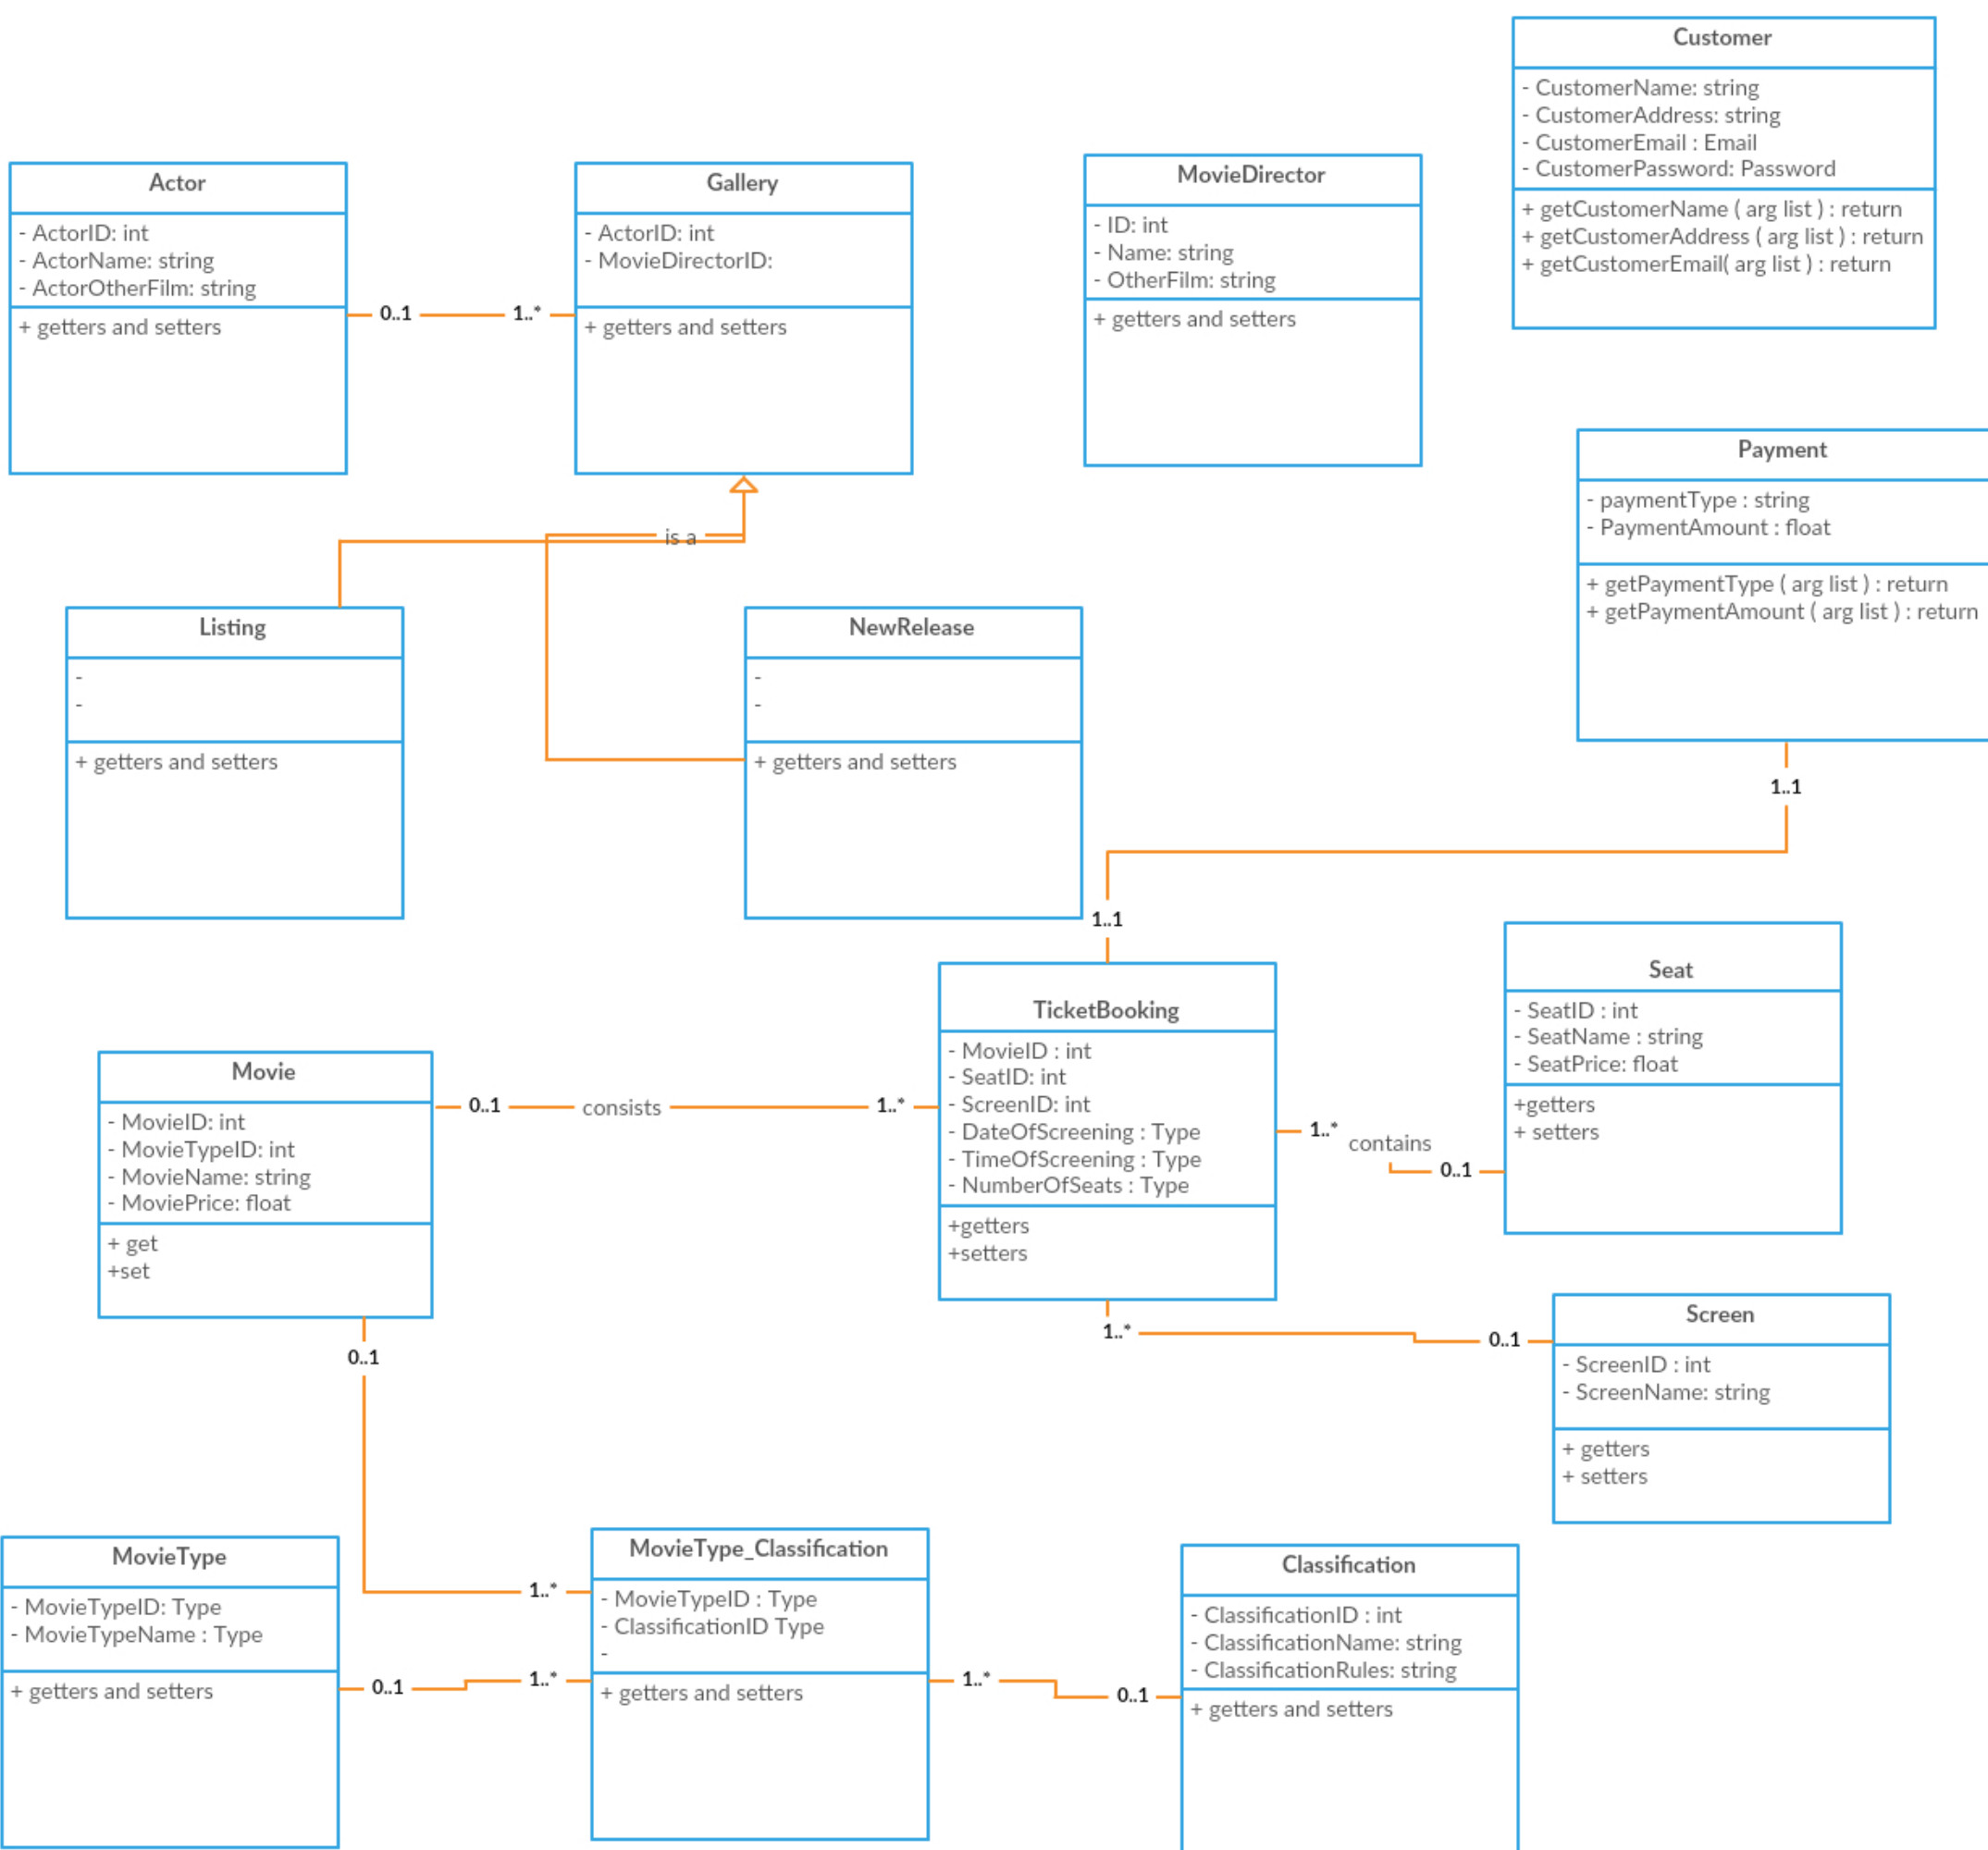 Customer
- CustomerName: string
- CustomerAddress: string
- CustomerEmail : Email
- CustomerPassword: Password
+ getCustomerName ( arg list ) : return
+ getCustomerAddress ( arg list ) : return
+ getCustomerEmail( arg list ) : return
Actor
- ActorID: int
- ActorName: string
- ActorOtherFilm: string
+ getters and setters
0..1
1..*
Gallery
- ActorID: int
- MovieDirectorID:
+ getters and setters
MovieDirector
- ID: int
- Name: string
- OtherFilm: string
+ getters and setters
Payment
- paymentType : string
- PaymentAmount : float
+ getPaymentType ( arg list ) : return
+ getPaymentAmount ( arg list ) : return
is a
Listing
-
-
+ getters and setters
NewRelease
-
-
+ getters and setters
1..1
1..1
TicketBooking
- MovieID : int
- SeatID: int
- ScreenID: int
- DateOfScreening : Type
- TimeOfScreening : Type
- NumberOfSeats : Type
+getters
+setters
Seat
- SeatID : int
- SeatName : string
- SeatPrice: float
+getters
+ setters
Movie
- MovieID: int
- MovieTypeID: int
- MovieName: string
- MoviePrice: float
+ get
+set
0..1
consists
1..*
1..*
contains
0..1
1..*
0..1
Screen
- ScreenID : int
- ScreenName: string
+ getters
+ setters
0..1
1..*
MovieType
- MovieTypeID: Type
- MovieTypeName : Type
+ getters and setters
0..1
1..*
MovieType_Classification
- MovieTypeID : Type
- ClassificationID Type
-
+ getters and setters
1..*
0..1
Classification
- ClassificationID : int
- ClassificationName: string
- ClassificationRules: string
+ getters and setters